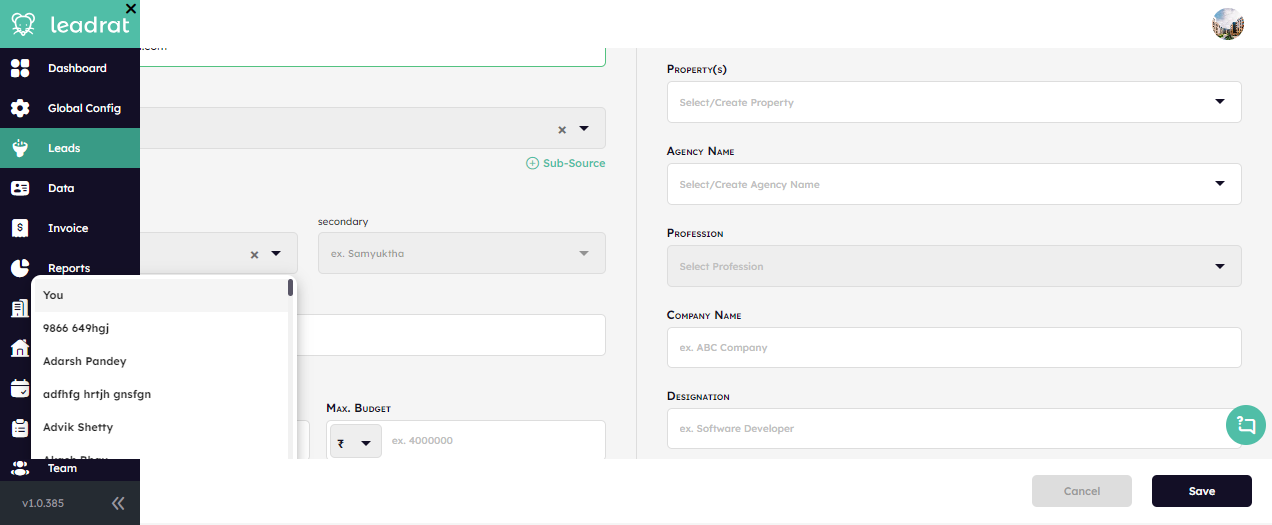 leadrat
Dashboard
Global Config
Leads
Data
Invoice
Reports
Team
v1.0.385
.com
Sub-Source
secondary
ex. Samyuktha
You
9866 649hgj
Adarsh Pandey
adfhfg hrtjh gnsfgn
Advik Shetty
Max. Budget
₹
ex. 4000000
Property(s)
Select/Create Property
Agency Name
Select/Create Agency Name
Profession
Select Profession
Company Name
ex. ABC Company
Designation
ex. Software Developer
Cancel
Save